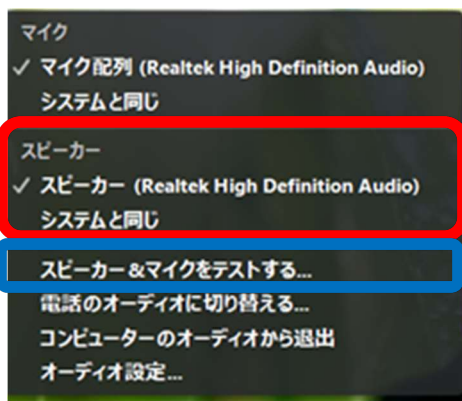 マイク
✓ マイク配列 (Realtek High Definition Audio)
システムと同じ
スピーカー
✓ スピーカー (Realtek High Definition Audio)
システムと同じ
スピーカー&マイクをテストする...
電話のオーディオに切り替える...
コンピューターのオーディオから退出
オーディオ設定...